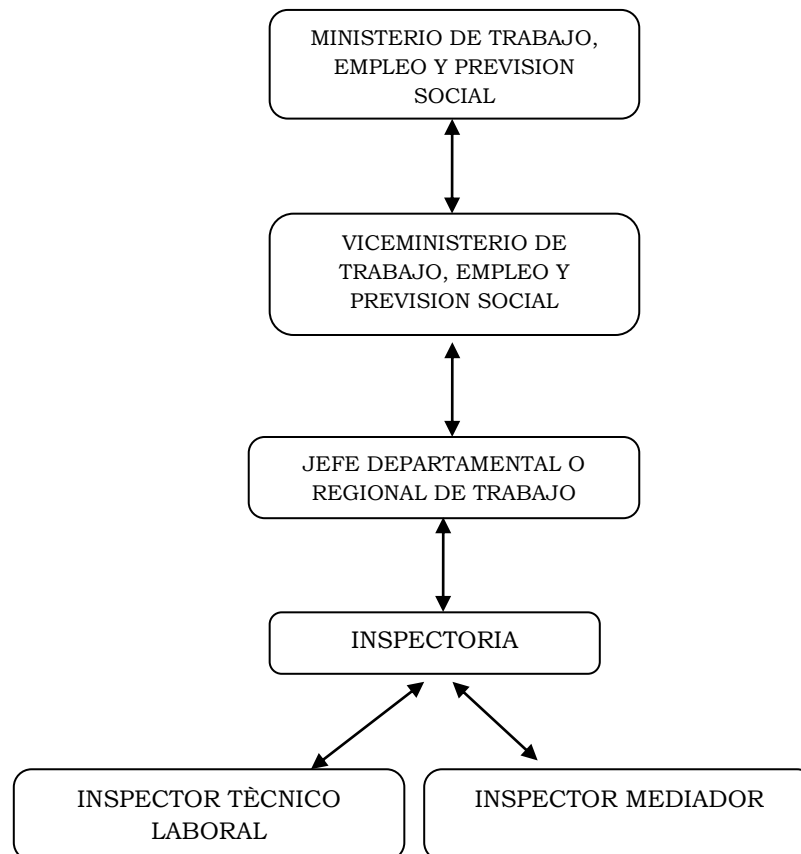 MINISTERIO DE TRABAJO,
EMPLEO Y PREVISION
SOCIAL
VICEMINISTERIO DE
TRABAJO, EMPLEO Y
PREVISION SOCIAL
JEFE DEPARTAMENTAL O
REGIONAL DE TRABAJO
INSPECTORIA
INSPECTOR TÈCNICO
LABORAL
INSPECTOR MEDIADOR